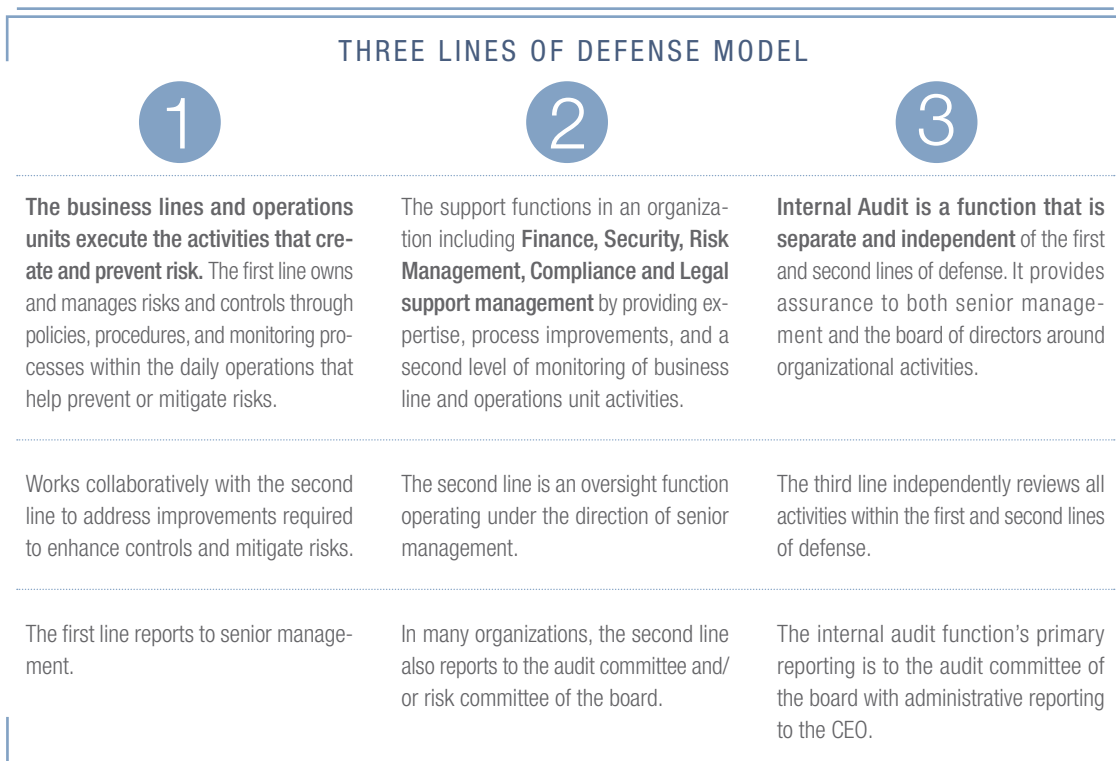 THREE LINES OF DEFENSE MODEL
1
2
3
The business lines and operations
units execute the activities that cre-
ate and prevent risk. The first line owns
and manages risks and controls through
policies, procedures, and monitoring pro-
cesses within the daily operations that
help prevent or mitigate risks.
The support functions in an organiza-
tion including Finance, Security, Risk
Management, Compliance and Legal
support management by providing ex-
pertise, process improvements, and a
second level of monitoring of business
line and operations unit activities.
Internal Audit is a function that is
separate and independent of the first
and second lines of defense. It provides
assurance to both senior manage-
ment and the board of directors around
organizational activities.
Works collaboratively with the second
line to address improvements required
to enhance controls and mitigate risks.
The second line is an oversight function
operating under the direction of senior
management.
The third line independently reviews all
activities within the first and second lines
of defense.
The first line reports to senior manage-
ment.
In many organizations, the second line
also reports to the audit committee and/
or risk committee of the board.
The internal audit function’s primary
reporting is to the audit committee of
the board with administrative reporting
to the CEO.